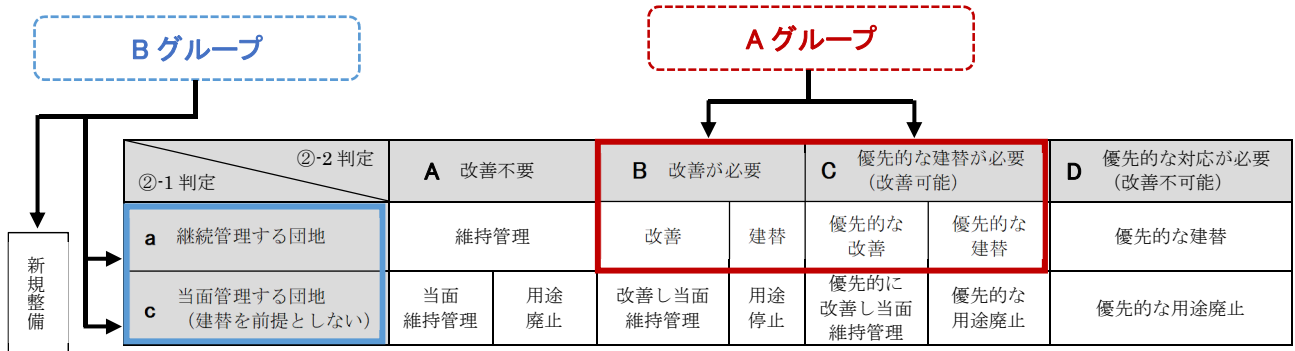 Bグループ
Aグループ
②-2 判定
②-1 判定
A 改善不要
B 改善が必要
C 優先的な建替が必要
（改善可能）
D 優先的な対応が必要
（改善不可能）
a 継続管理する団地
維持管理
改善
建替
優先的な
改善
優先的な
建替
優先的な建替
c 当面管理する団地
（建替を前提としない）
当面
維持管理
用途
廃止
改善し当面
維持管理
用途
停止
優先的に
改善し当面
維持管理
優先的な
用途廃止
優先的な用途廃止
新規整備